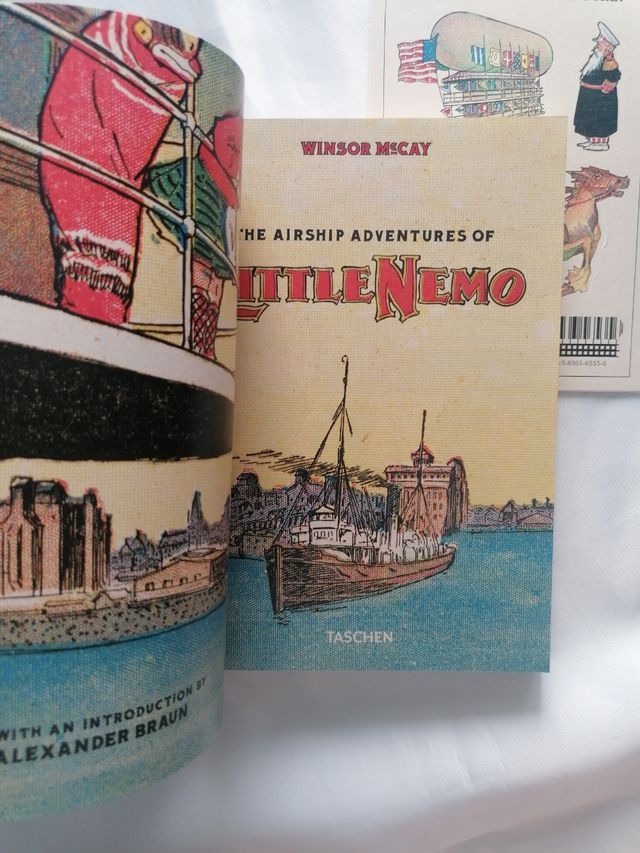 WINSOR McCAY
THE AIRSHIP ADVENTURES OF
LITTLE NEMO
TASCHEN
WITH AN INTRODUCTION BY
ALEXANDER BRAUN